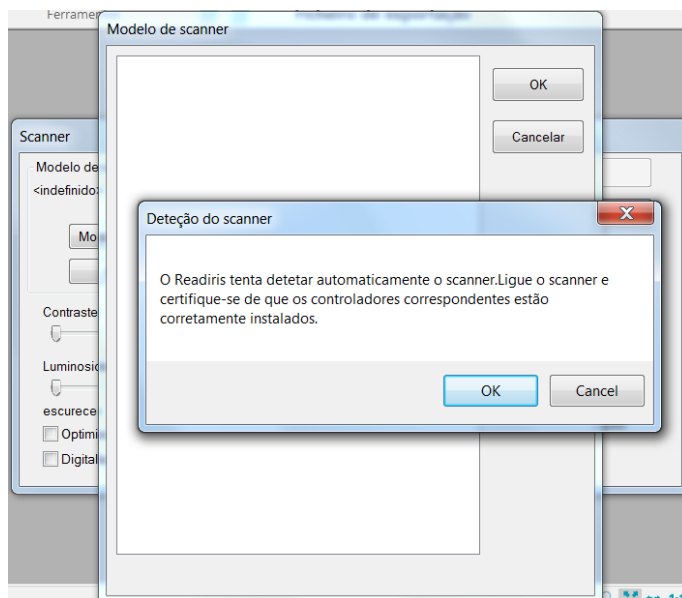 Modelo de scanner
OK
Cancelar
Scanner
Modelo de
<indefinido
Mo
Contraste
escurece
Optimi
Digital
Deteção do scanner
O Readiris tenta detetar automaticamente o scanner.Ligue o scanner e
certifique-se de que os controladores correspondentes estão
corretamente instalados.
OK
Cancel